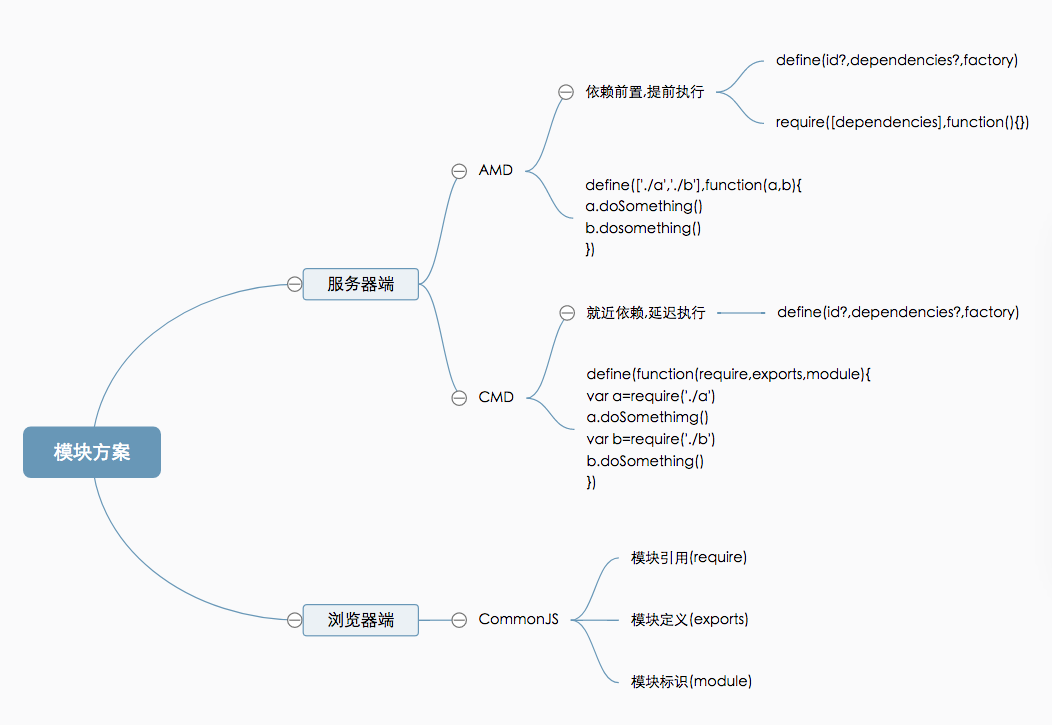 模块方案
服务器端
AMD
依赖前置,提前执行
define(id?,dependencies?,factory)
require([dependencies],function(){})
define(['./a','./b'],function(a,b){
a.doSomething()
b.dosomething()
})
CMD
就近依赖,延迟执行
define(id?,dependencies?,factory)
define(function(require,exports,module){
var a=require('./a')
a.doSomethimg()
var b=require('./b')
b.doSomething()
})
浏览器端
CommonJS
模块引用(require)
模块定义(exports)
模块标识(module)